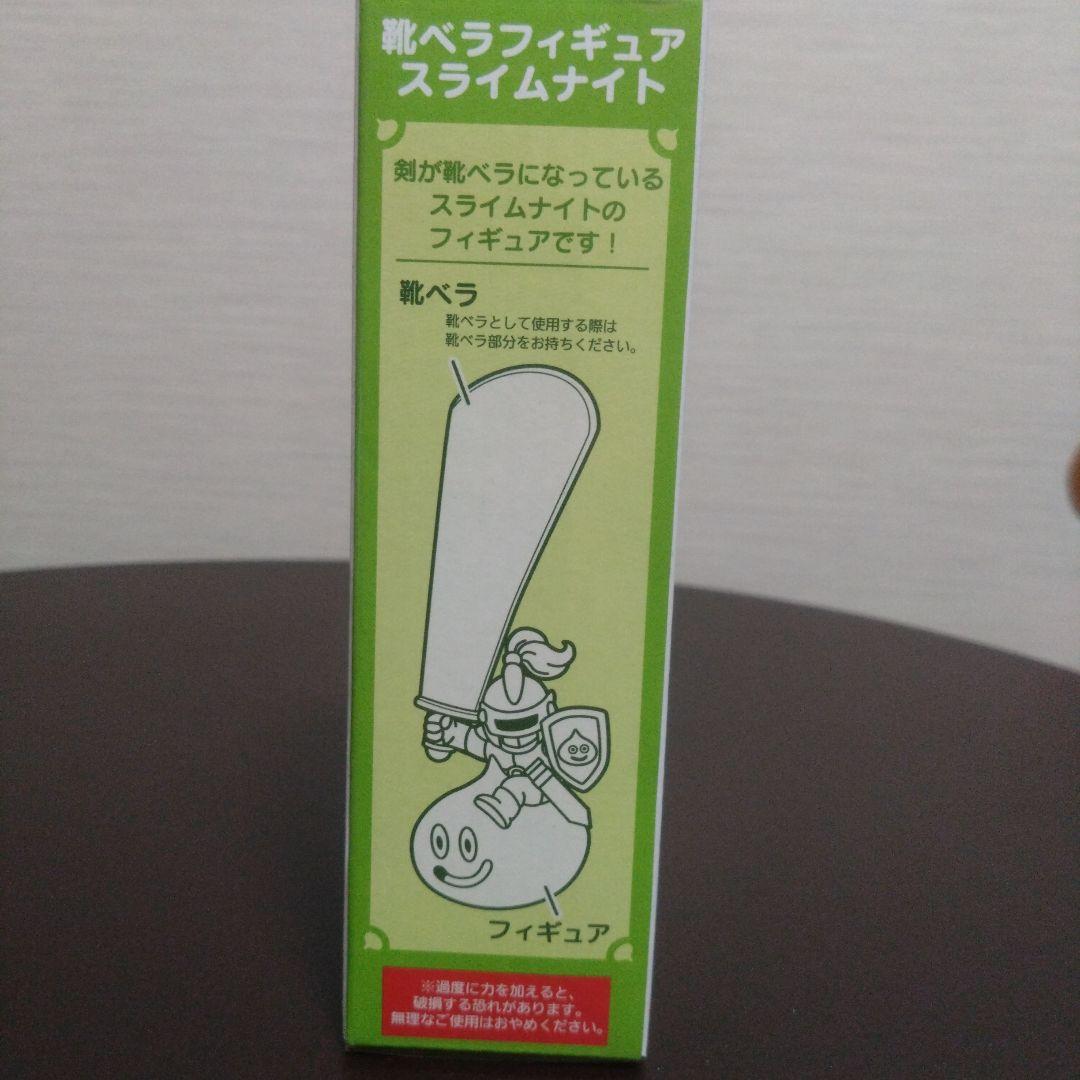 靴ベラフィギュア
スライムナイト
剣が靴ベラになっている
スライムナイトの
フィギュアです！
靴ベラ
靴ベラとして使用する際は
靴ベラ部分をお持ちください。
フィギュア
※過度に力を加えると、
破損する恐れがあります。
無理なご使用はおやめください。